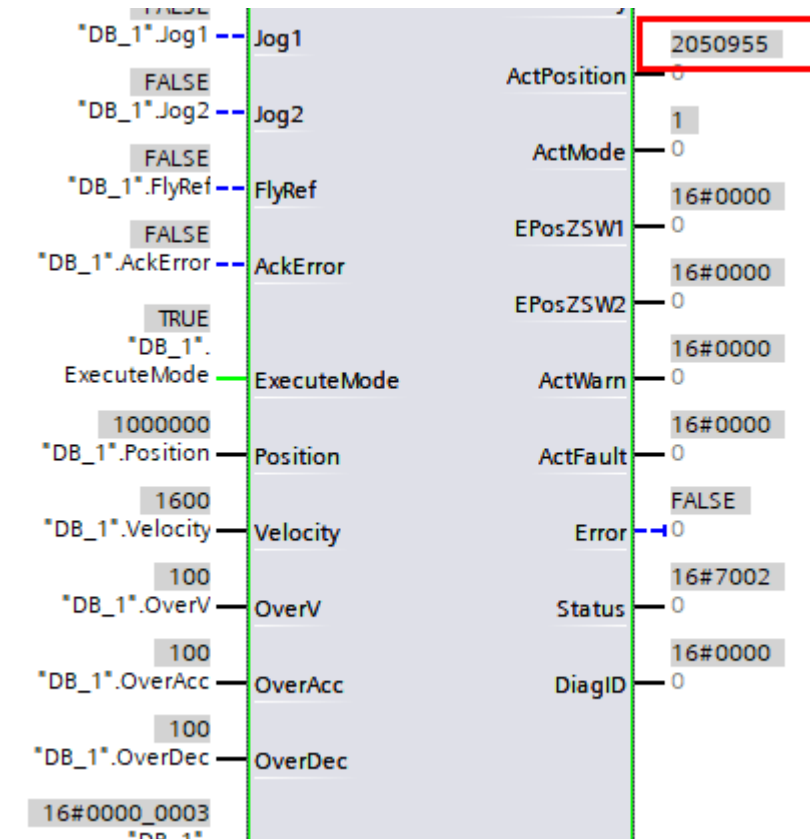 FALSE
"DB_1".Jog1
Jog1
2050955
ActPosition
0
FALSE
"DB_1".Jog2
Jog2
1
ActMode
0
FALSE
"DB_1".FlyRef
FlyRef
16#0000
EPosZSW1
0
FALSE
"DB_1".AckError
AckError
16#0000
EPosZSW2
0
TRUE
"DB_1".
ExecuteMode
ExecuteMode
16#0000
ActWarn
0
1000000
"DB_1".Position
Position
16#0000
ActFault
0
1600
"DB_1".Velocity
Velocity
FALSE
Error
0
100
"DB_1".OverV
OverV
16#7002
Status
0
100
"DB_1".OverAcc
OverAcc
16#0000
DiagID
0
100
"DB_1".OverDec
OverDec
16#0000_0003
"DB_1".